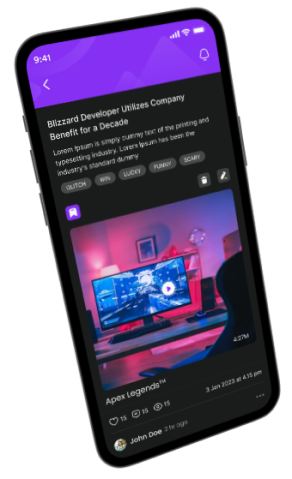 9:41
Blizzard Developer Utilizes Company
Benefit for a Decade
Lorem Ipsum is simply dummy text of the printing and
typesetting industry. Lorem Ipsum has been the
industry's standard dummy
GLITCH WIN LUCKY FUNNY SCARY
4:27M
Apex Legends™
3 Jan 2023 at 4:15 pm
15 15 15
John Doe 2 hr ago